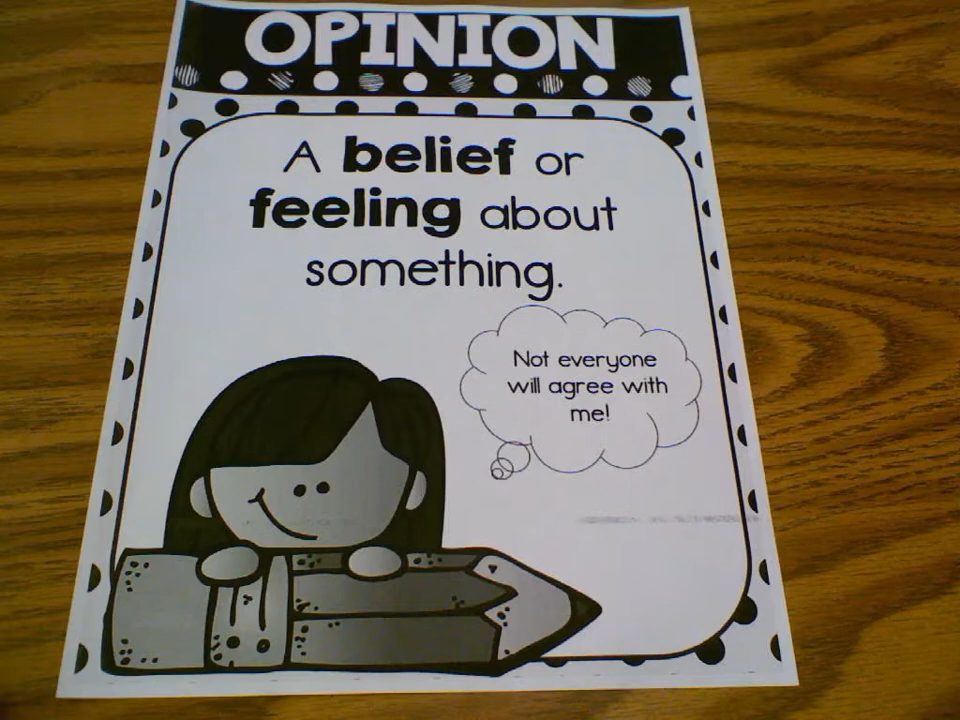 OPINION
A belief or
feeling about
something.
Not everyone
will agree with
me!